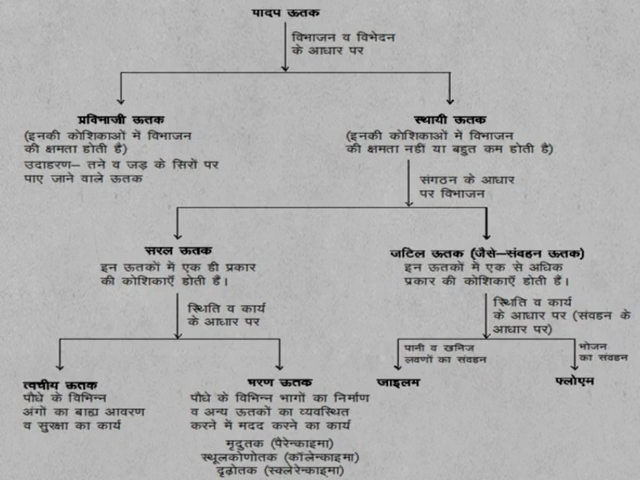 पादप ऊतक
विभाजन व विभेदन
के आधार पर
प्रविभाजी ऊतक
(इनकी कोशिकाओं में विभाजन
की क्षमता होती है)
उदाहरण– तने व जड़ के सिरों पर
पाए जाने वाले ऊतक
स्थायी ऊतक
(इनकी कोशिकाओं में विभाजन
की क्षमता नहीं या बहुत कम होती है)
संगठन के आधार
पर विभाजन
सरल ऊतक
इन ऊतकों में एक ही प्रकार
की कोशिकाएँ होती हैं।
जटिल ऊतक (जैसे–संवहन ऊतक)
इन ऊतकों में एक से अधिक
प्रकार की कोशिकाएँ होती हैं।
स्थिति व कार्य
के आधार पर
स्थिति व कार्य
के आधार पर (संवहन के
आधार पर)
पानी व खनिज
लवणों का संवहन
भोजन
का संवहन
त्वचीय ऊतक
पौधे के विभिन्न
अंगों का बाह्य आवरण
व सुरक्षा का कार्य
भरण ऊतक
पौधे के विभिन्न भागों का निर्माण
व अन्य ऊतकों का व्यवस्थित
करने में मदद करने का कार्य
मृदुतक (पैरेन्काइमा)
स्थूलकोणोतक (कॉलेन्काइमा)
दृढ़ोतक (स्क्लेरेन्काइमा)
जाइलम
फ्लोएम